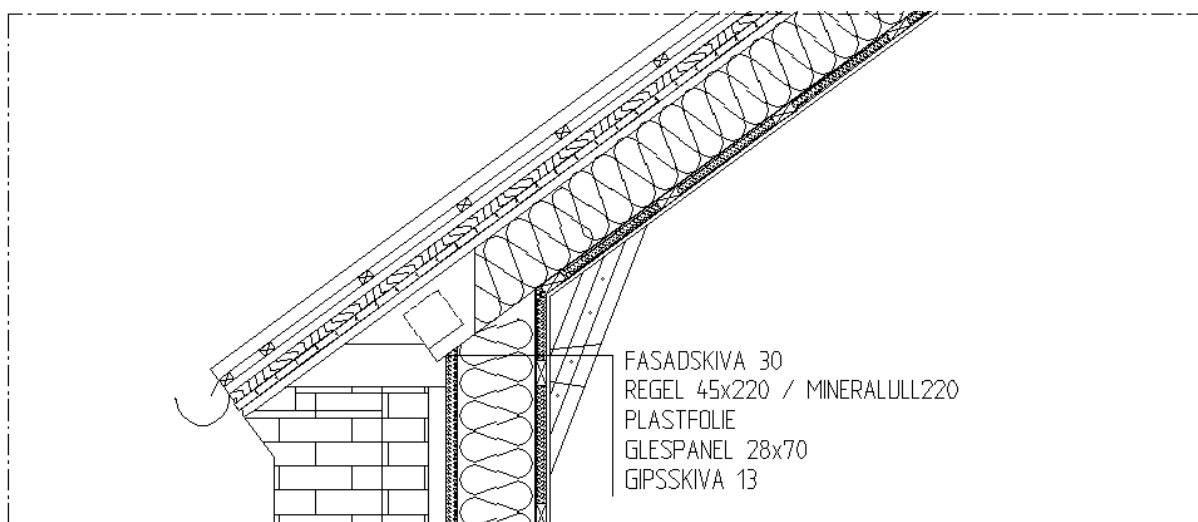 FASADSKIVA 30
REGEL 45x220 / MINERALULL220
PLASTFOLIE
GLESPANEL 28x70
GIPSSKIVA 13